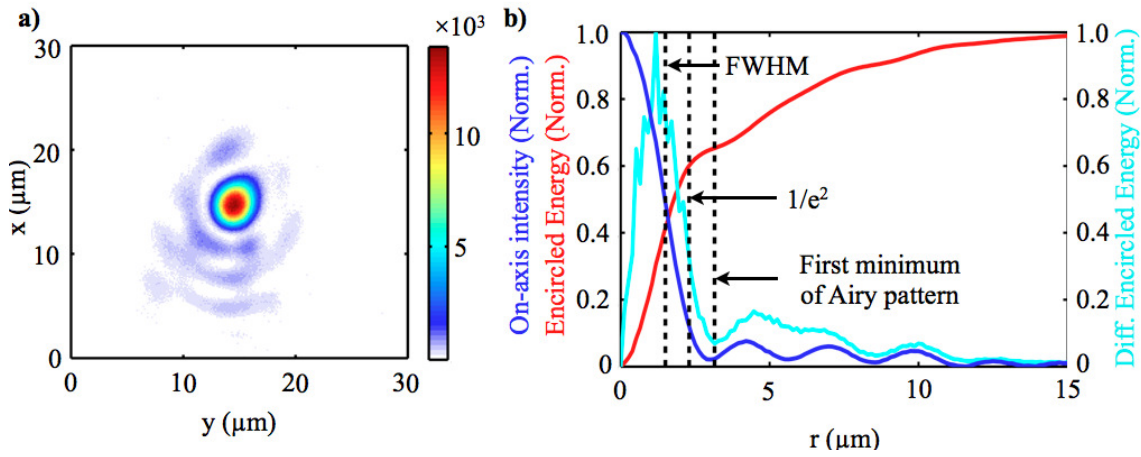 a)
×10³
30
20
10
0
x (µm)
0
10
20
30
y (µm)
10
5
b)
On-axis intensity (Norm.)
Encircled Energy (Norm.)
1.0
0.8
0.6
0.4
0.2
0
0
5
10
15
r (µm)
FWHM
1/e²
First minimum
of Airy pattern
1.0
0.8
0.6
0.4
0.2
0
Diff. Encircled Energy (Norm.)